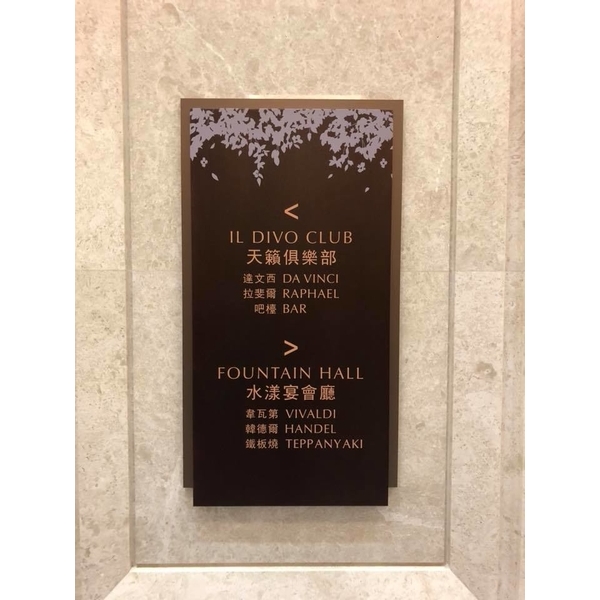 <
IL DIVO CLUB
天籟俱樂部
達文西 DA VINCI
拉斐爾 RAPHAEL
吧檯 BAR
>
FOUNTAIN HALL
水漾宴會廳
韋瓦第 VIVALDI
韓德爾 HANDEL
鐵板燒 TEPPANYAKI